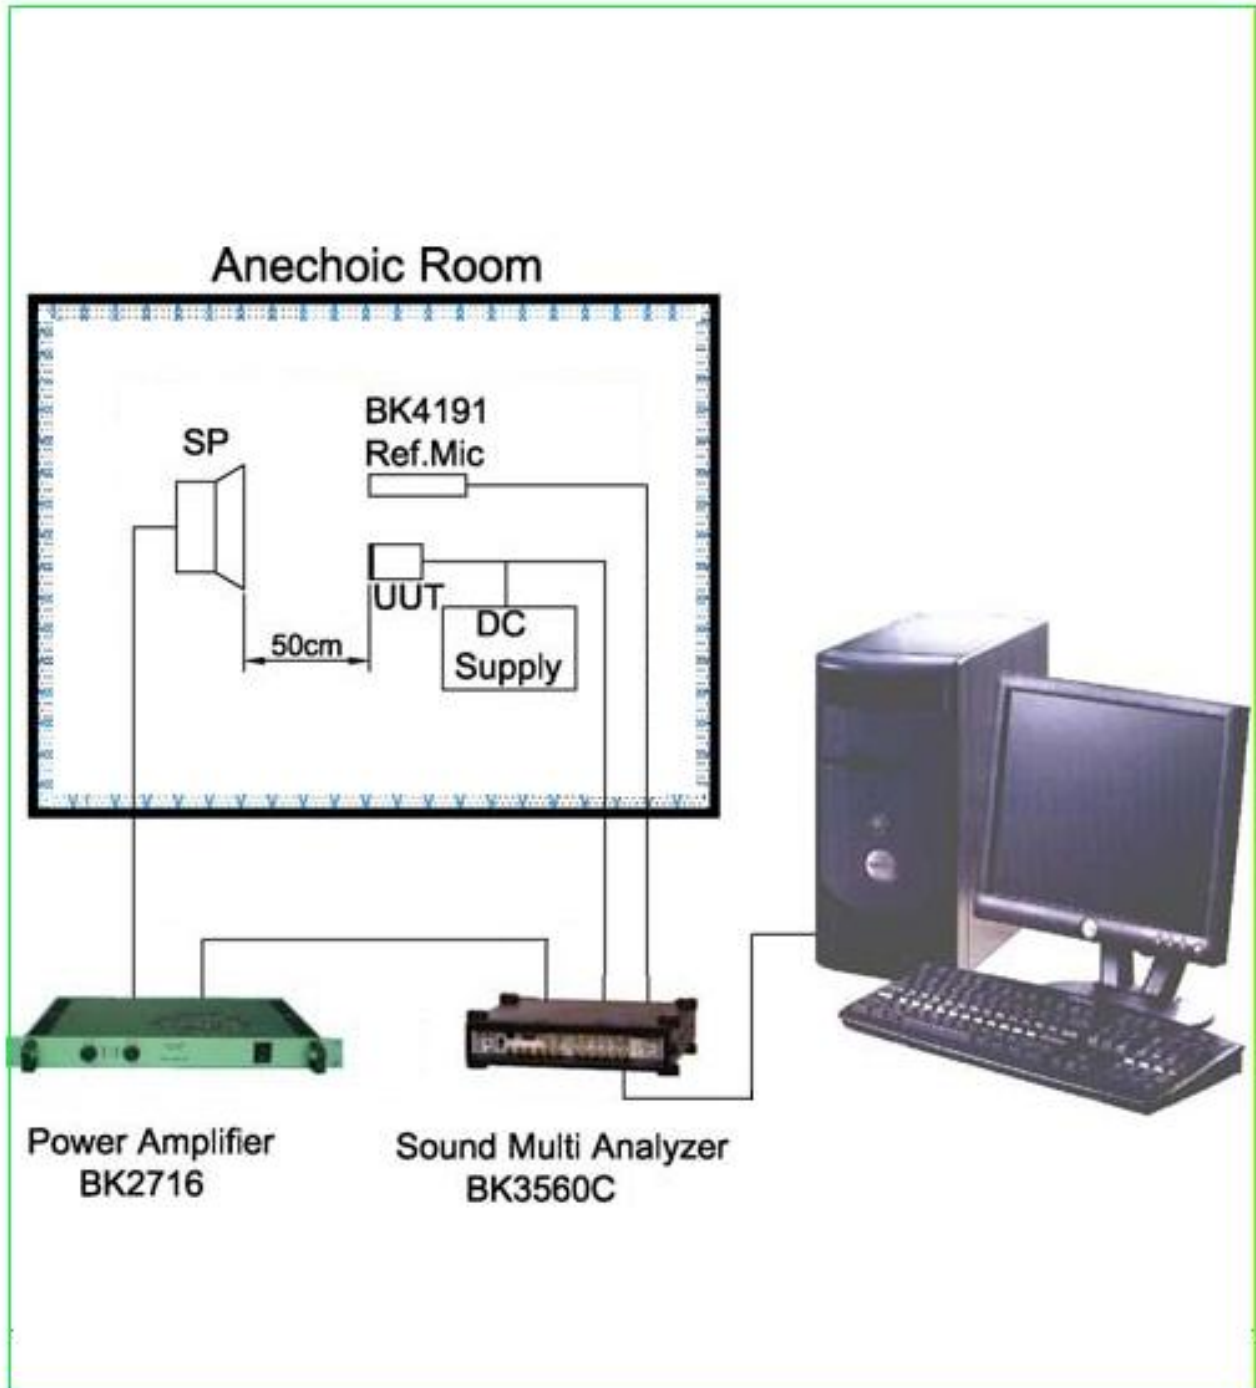 Anechoic Room
BK4191
Ref.Mic
SP
UUT
DC
Supply
50cm
Power Amplifier
BK2716
Sound Multi Analyzer
BK3560C